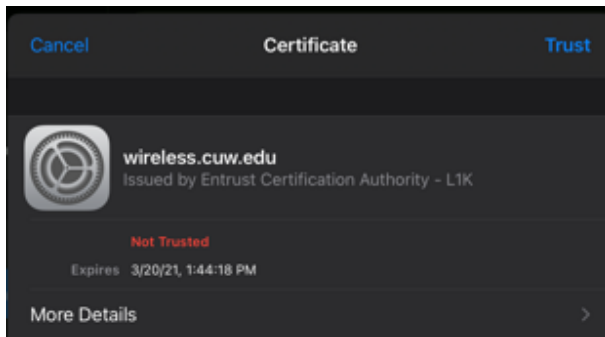 Cancel Certificate Trust
wireless.cuw.edu
Issued by Entrust Certification Authority - L1K
Not Trusted
Expires 3/20/21, 1:44:18 PM
More Details